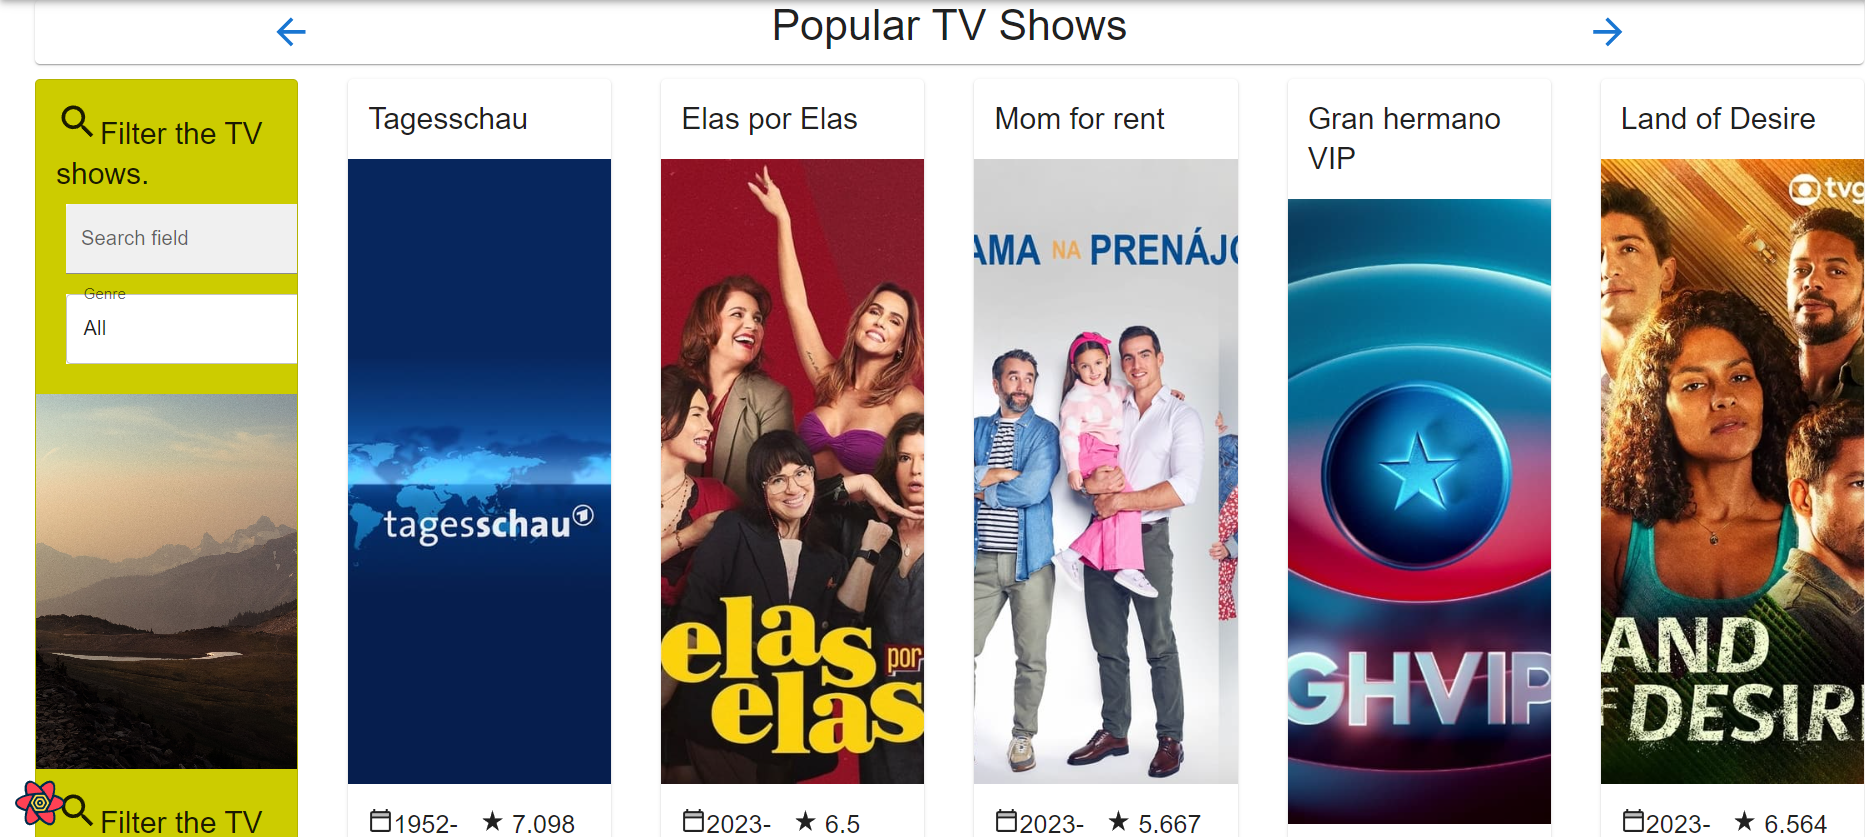 Popular TV Shows
Filter the TV
shows.
Search field
Genre
All
Filter the TV
Tagesschau
tagesschau
1952-
7.098
Elas por Elas
elas
por
elas
2023-
6.5
Mom for rent
AMA NA PRENÁJO
2023-
5.667
Gran hermano
VIP
GHVIP
Land of Desire
tvg
AND
F DESIR
2023-
6.564